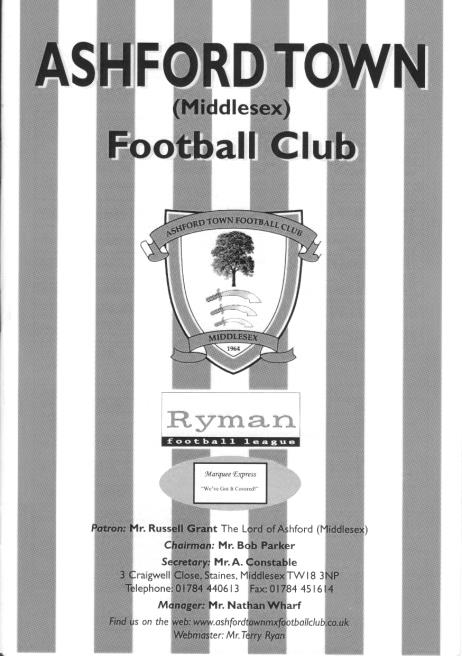 ASHFORD TOWN
(Middlesex)
Football Club
ASHFORD TOWN FOOTBALL CLUB
MIDDLESEX
1964
Ryman
football league
Marquee Express
"We've Got It Covered!"
Patron: Mr. Russell Grant The Lord of Ashford (Middlesex)
Chairman: Mr. Bob Parker
Secretary: Mr. A. Constable
3 Craigwell Close, Staines, Middlesex TW18 3NP
Telephone: 01784 440613 Fax: 01784 451614
Manager: Mr. Nathan Wharf
Find us on the web: www.ashfordtownmxfootballclub.co.uk
Webmaster: Mr. Terry Ryan